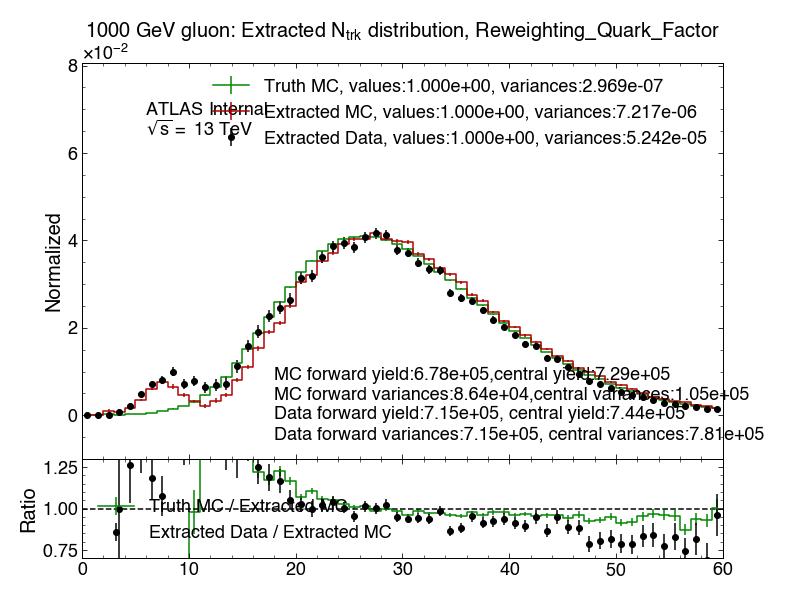 1000 GeV gluon: Extracted N_trk distribution, Reweighting_Quark_Factor
×10⁻²
Truth MC, values:1.000e+00, variances:2.969e-07
ATLAS Internal
Extracted MC, values:1.000e+00, variances:7.217e-06
√s = 13 TeV
Extracted Data, values:1.000e+00, variances:5.242e-05
Normalized
8
6
4
2
0
MC forward yield:6.78e+05,central yield:7.29e+05
MC forward variances:8.64e+04,central variances:1.05e+05
Data forward yield:7.15e+05, central yield:7.44e+05
Data forward variances:7.15e+05, central variances:7.81e+05
Ratio
1.25
1.00
0.75
Truth MC / Extracted MC
Extracted Data / Extracted MC
0 10 20 30 40 50 60